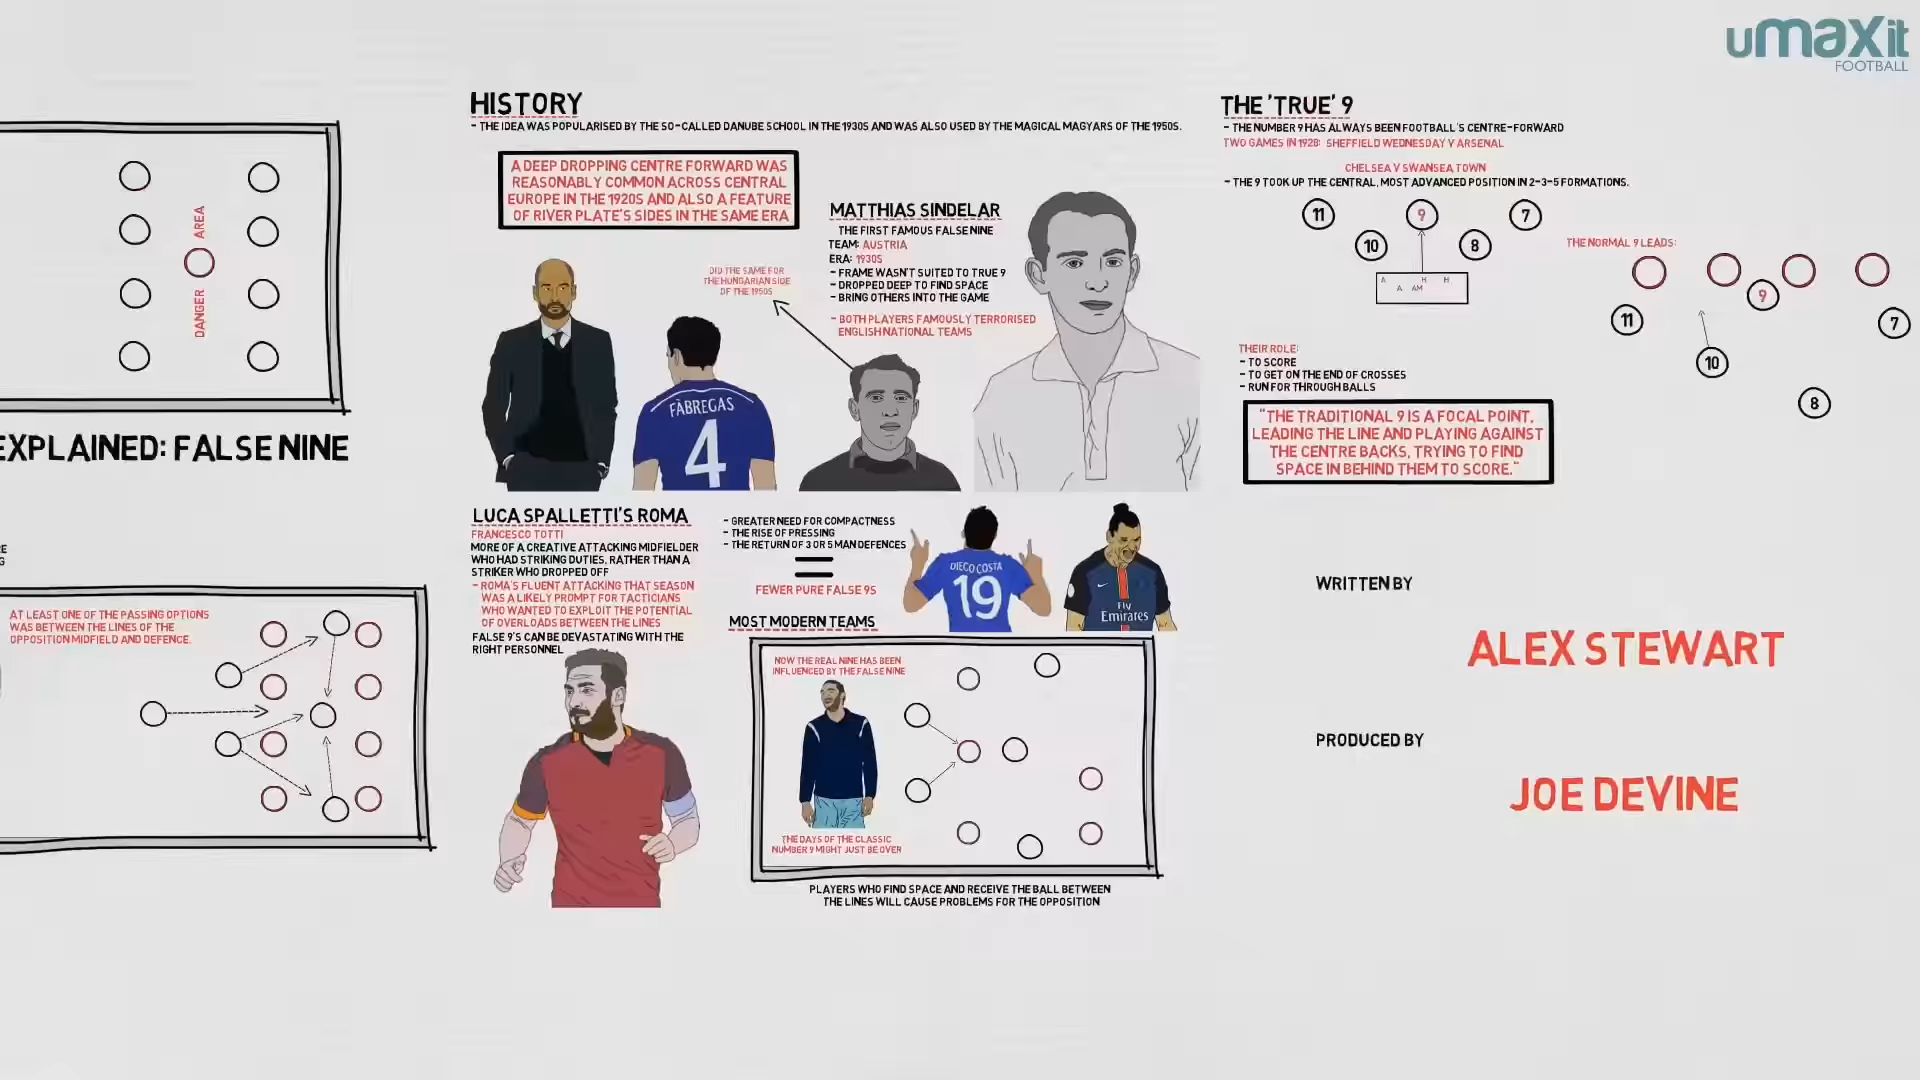 umaxit
FOOTBALL
DANGER AREA
EXPLAINED: FALSE NINE
RE
G
AT LEAST ONE OF THE PASSING OPTIONS
WAS BETWEEN THE LINES OF THE
OPPOSITION MIDFIELD AND DEFENCE.
HISTORY
- THE IDEA WAS POPULARISED BY THE SO-CALLED DANUBE SCHOOL IN THE 1930S AND WAS ALSO USED BY THE MAGICAL MAGYARS OF THE 1950S.
A DEEP DROPPING CENTRE FORWARD WAS
REASONABLY COMMON ACROSS CENTRAL
EUROPE IN THE 1920S AND ALSO A FEATURE
OF RIVER PLATE'S SIDES IN THE SAME ERA
MATTHIAS SINDELAR
THE FIRST FAMOUS FALSE NINE
TEAM: AUSTRIA
ERA: 1930S
- FRAME WASN'T SUITED TO TRUE 9
- DROPPED DEEP TO FIND SPACE
- BRING OTHERS INTO THE GAME
- BOTH PLAYERS FAMOUSLY TERRORISED
ENGLISH NATIONAL TEAMS
DID THE SAME FOR
THE HUNGARIAN SIDE
OF THE 1950S
FÀBREGAS
4
LUCA SPALLETTI'S ROMA
FRANCESCO TOTTI
MORE OF A CREATIVE ATTACKING MIDFIELDER
WHO HAD STRIKING DUTIES, RATHER THAN A
STRIKER WHO DROPPED OFF
- ROMA'S FLUENT ATTACKING THAT SEASON
WAS A LIKELY PROMPT FOR TACTICIANS
WHO WANTED TO EXPLOIT THE POTENTIAL
OF OVERLOADS BETWEEN THE LINES
FALSE 9'S CAN BE DEVASTATING WITH THE
RIGHT PERSONNEL
- GREATER NEED FOR COMPACTNESS
- THE RISE OF PRESSING
- THE RETURN OF 3 OR 5 MAN DEFENCES
=
FEWER PURE FALSE 9S
DIEGO COSTA
19
Fly
Emirates
MOST MODERN TEAMS
NOW THE REAL NINE HAS BEEN
INFLUENCED BY THE FALSE NINE
THE DAYS OF THE CLASSIC
NUMBER 9 MIGHT JUST BE OVER
PLAYERS WHO FIND SPACE AND RECEIVE THE BALL BETWEEN
THE LINES WILL CAUSE PROBLEMS FOR THE OPPOSITION
THE 'TRUE' 9
- THE NUMBER 9 HAS ALWAYS BEEN FOOTBALL'S CENTRE-FORWARD
TWO GAMES IN 1928: SHEFFIELD WEDNESDAY V ARSENAL
CHELSEA V SWANSEA TOWN
- THE 9 TOOK UP THE CENTRAL, MOST ADVANCED POSITION IN 2-3-5 FORMATIONS.
11 9 7
10 8
A H H
A AM
THE NORMAL 9 LEADS:
9
11 7
10
8
THEIR ROLE:
- TO SCORE
- TO GET ON THE END OF CROSSES
- RUN FOR THROUGH BALLS
"THE TRADITIONAL 9 IS A FOCAL POINT,
LEADING THE LINE AND PLAYING AGAINST
THE CENTRE BACKS, TRYING TO FIND
SPACE IN BEHIND THEM TO SCORE."
WRITTEN BY
ALEX STEWART
PRODUCED BY
JOE DEVINE